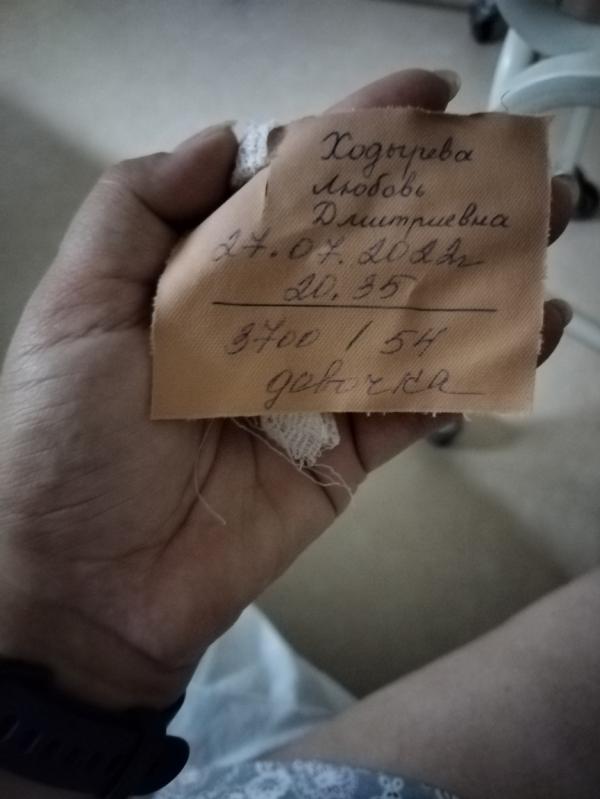 Ходырева
Любовь
Дмитриевна
27.07.2022г
20.35
3700 / 54
девочка